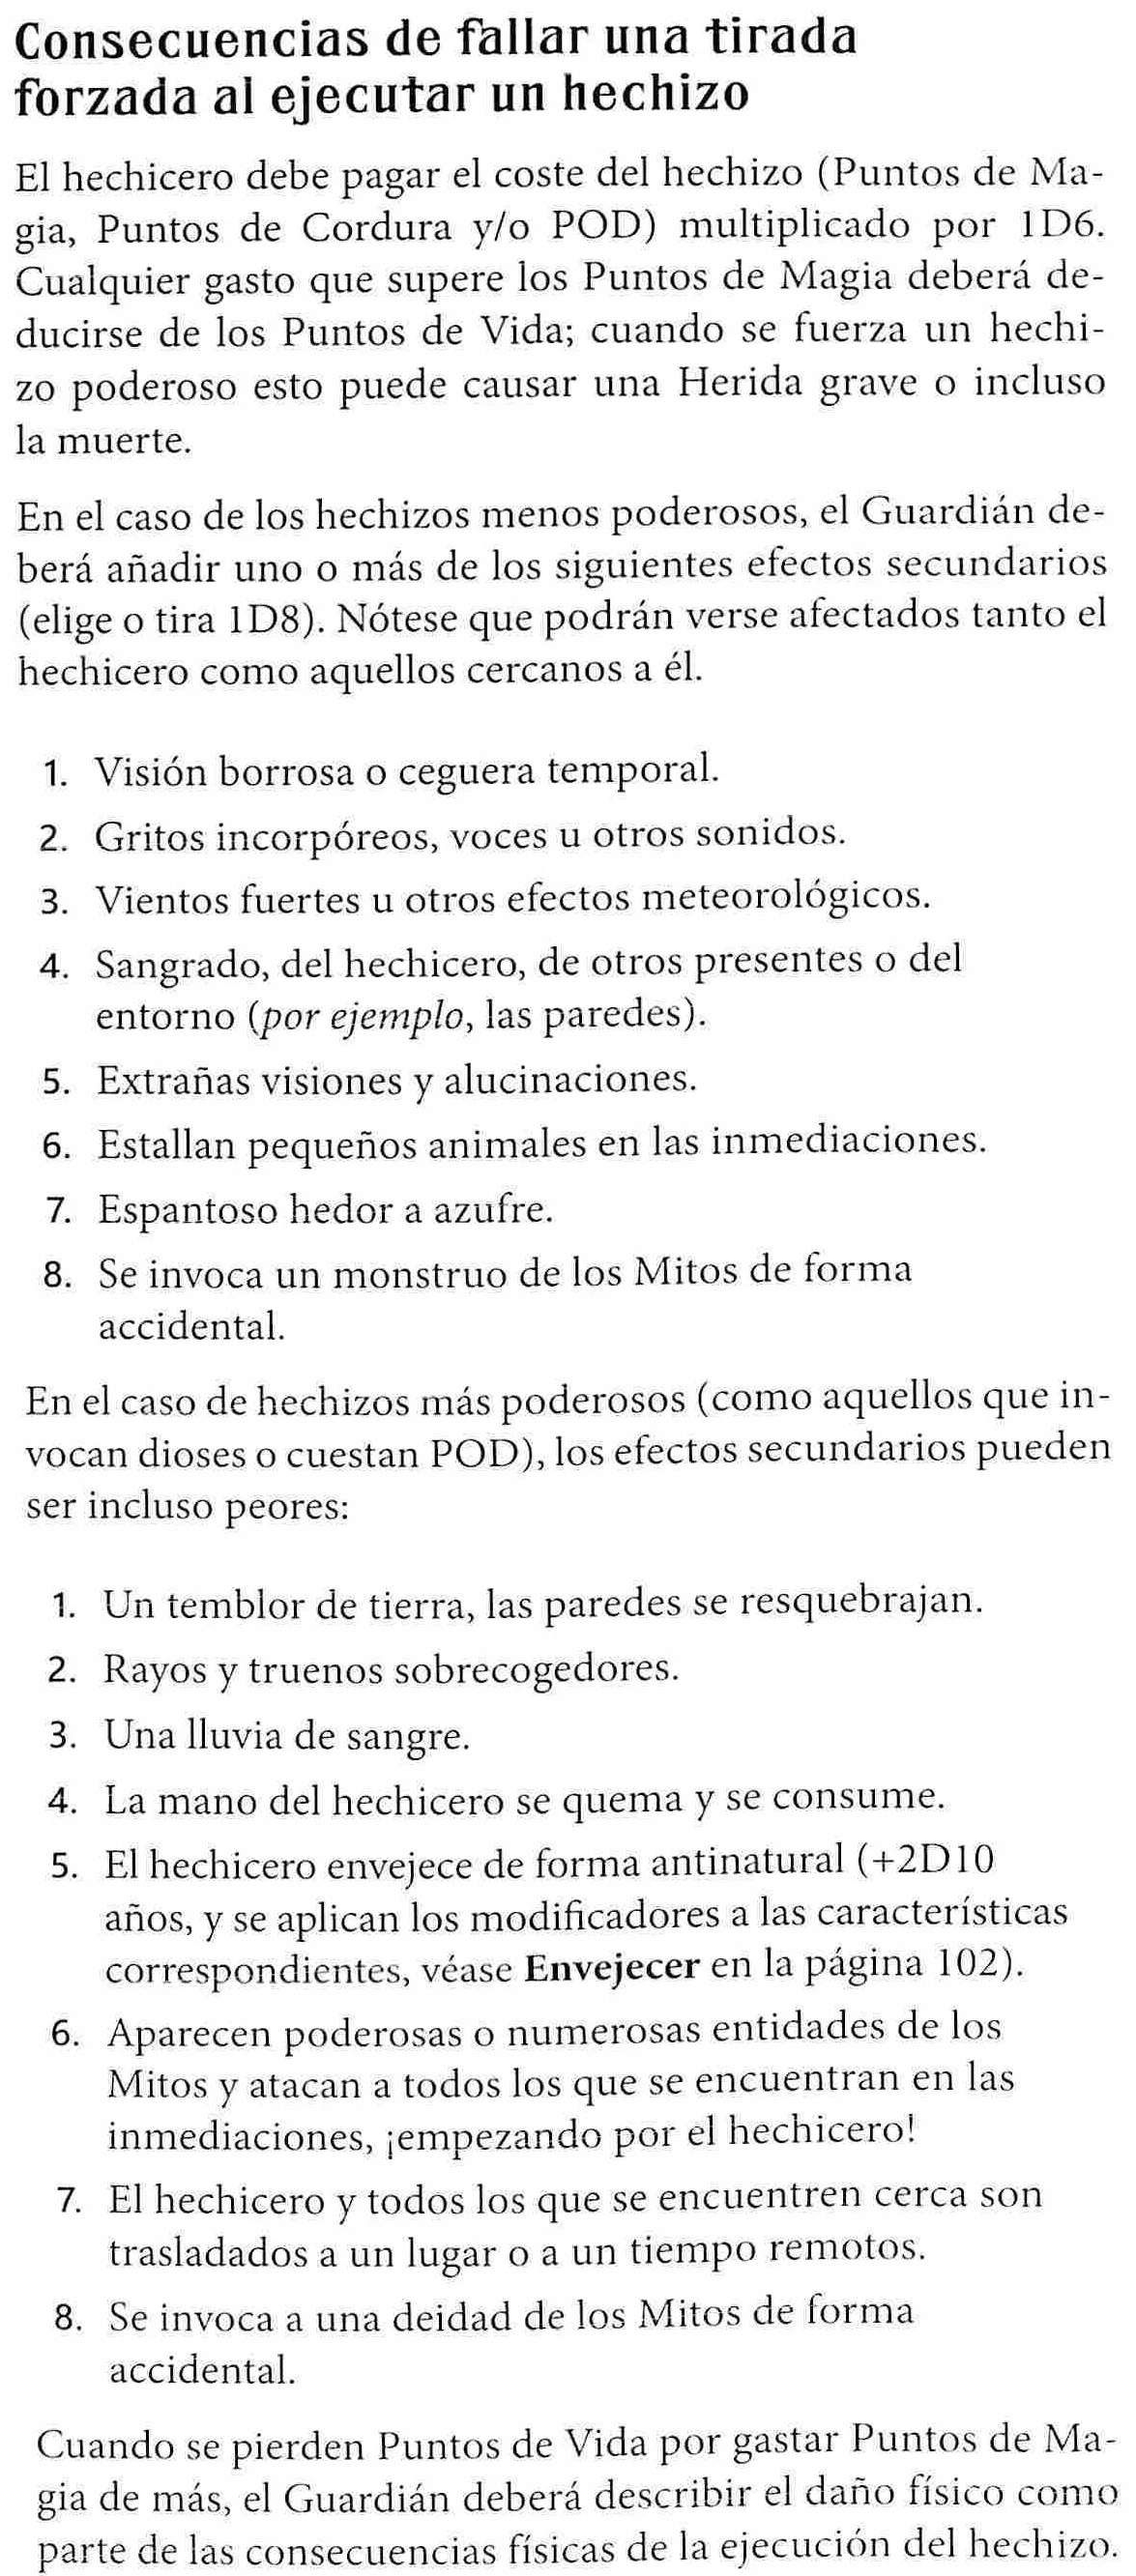 Consecuencias de fallar una tirada
forzada al ejecutar un hechizo
El hechicero debe pagar el coste del hechizo (Puntos de Ma-
gia, Puntos de Cordura y/o POD) multiplicado por 1D6.
Cualquier gasto que supere los Puntos de Magia deberá de-
ducirse de los Puntos de Vida; cuando se fuerza un hechi-
zo poderoso esto puede causar una Herida grave o incluso
la muerte.
En el caso de los hechizos menos poderosos, el Guardián de-
berá añadir uno o más de los siguientes efectos secundarios
(elige o tira 1D8). Nótese que podrán verse afectados tanto el
hechicero como aquellos cercanos a él.
1. Visión borrosa o ceguera temporal.
2. Gritos incorpóreos, voces u otros sonidos.
3. Vientos fuertes u otros efectos meteorológicos.
4. Sangrado, del hechicero, de otros presentes o del
entorno (por ejemplo, las paredes).
5. Extrañas visiones y alucinaciones.
6. Estallan pequeños animales en las inmediaciones.
7. Espantoso hedor a azufre.
8. Se invoca un monstruo de los Mitos de forma
accidental.
En el caso de hechizos más poderosos (como aquellos que in-
vocan dioses o cuestan POD), los efectos secundarios pueden
ser incluso peores:
1. Un temblor de tierra, las paredes se resquebrajan.
2. Rayos y truenos sobrecogedores.
3. Una lluvia de sangre.
4. La mano del hechicero se quema y se consume.
5. El hechicero envejece de forma antinatural (+2D10
años, y se aplican los modificadores a las características
correspondientes, véase Envejecer en la página 102).
6. Aparecen poderosas o numerosas entidades de los
Mitos y atacan a todos los que se encuentran en las
inmediaciones, ¡empezando por el hechicero!
7. El hechicero y todos los que se encuentren cerca son
trasladados a un lugar o a un tiempo remotos.
8. Se invoca a una deidad de los Mitos de forma
accidental.
Cuando se pierden Puntos de Vida por gastar Puntos de Ma-
gia de más, el Guardián deberá describir el daño físico como
parte de las consecuencias físicas de la ejecución del hechizo.